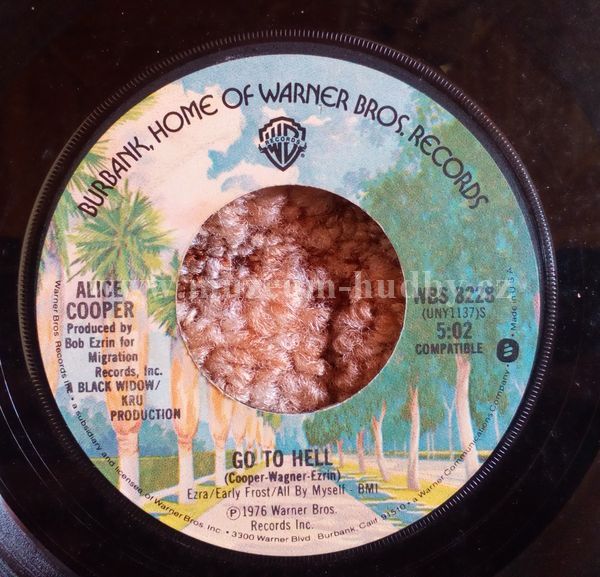 BURBANK, HOME OF WARNER BROS. RECORDS
WB
RECORDS
ALICE
COOPER
Produced by
Bob Ezrin for
Migration
Records, Inc.
A BLACK WIDOW/
KRU
PRODUCTION
WBS 8228
(UNY1137)S
5:02
COMPATIBLE
Made in U.S.A.
GO TO HELL
(Cooper-Wagner-Ezrin)
Ezra/Early Frost/All By Myself - BMI
℗1976 Warner Bros.
Records Inc.
Warner Bros. Records Inc. • a subsidiary and licensee of Warner Bros. Inc. • 3300 Warner Blvd. Burbank, Calif. 91510 • a Warner Communications Company